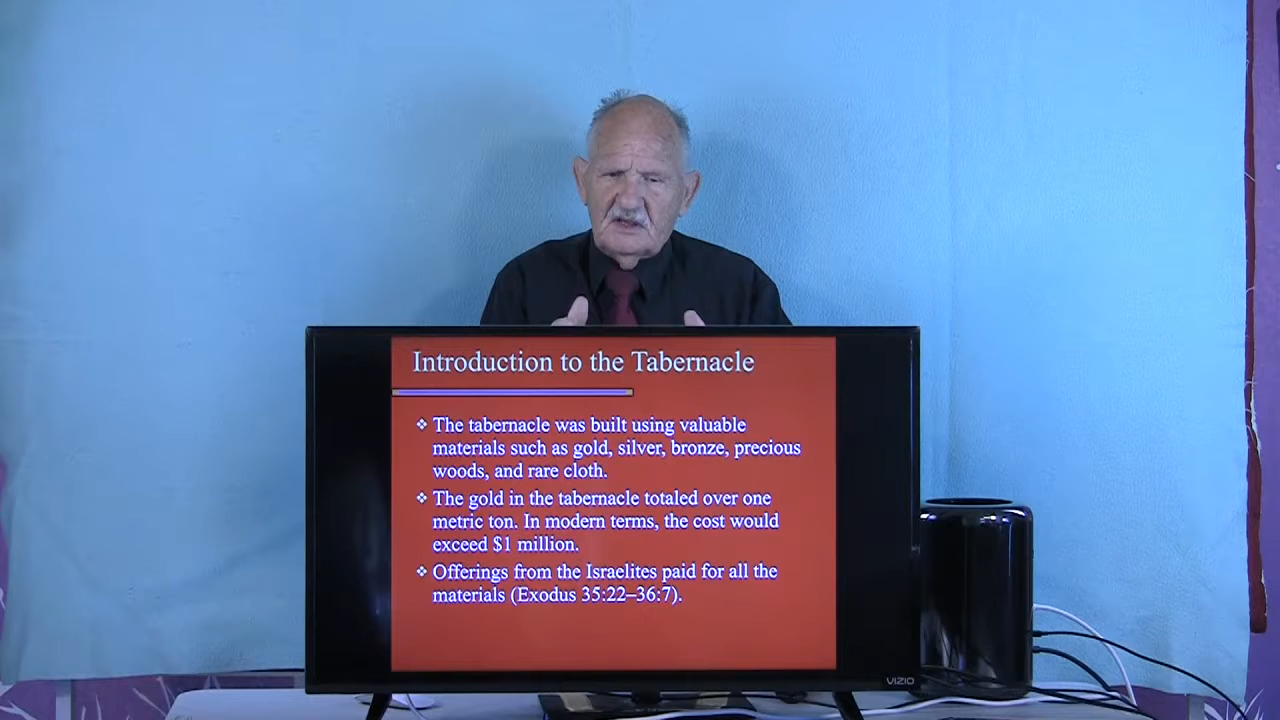 Introduction to the Tabernacle
❖ The tabernacle was built using valuable
materials such as gold, silver, bronze, precious
woods, and rare cloth.
❖ The gold in the tabernacle totaled over one
metric ton. In modern terms, the cost would
exceed $1 million.
❖ Offerings from the Israelites paid for all the
materials (Exodus 35:22–36:7).
VIZIO